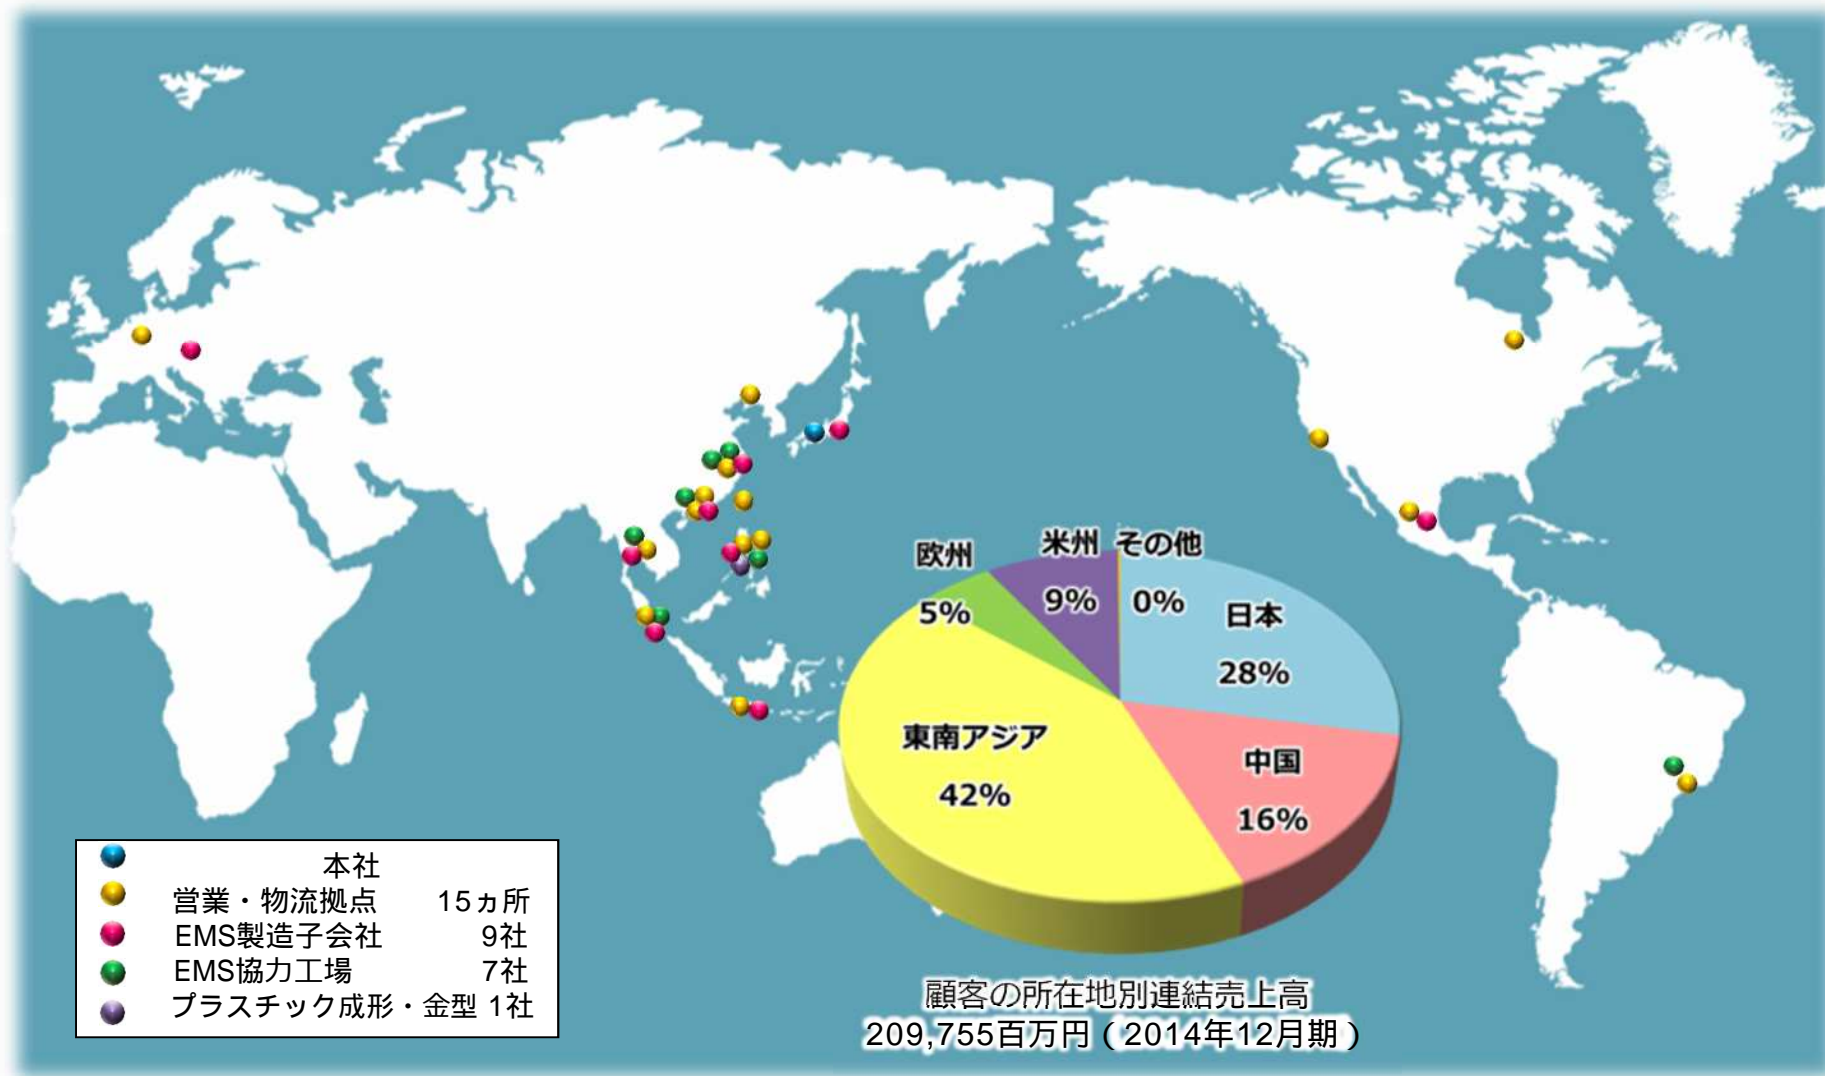 欧州
5%
米州
9%
その他
0%
日本
28%
東南アジア
42%
中国
16%
本社
営業・物流拠点 15ヵ所
EMS製造子会社 9社
EMS協力工場 7社
プラスチック成形・金型 1社
顧客の所在地別連結売上高
209,755百万円(2014年12月期)